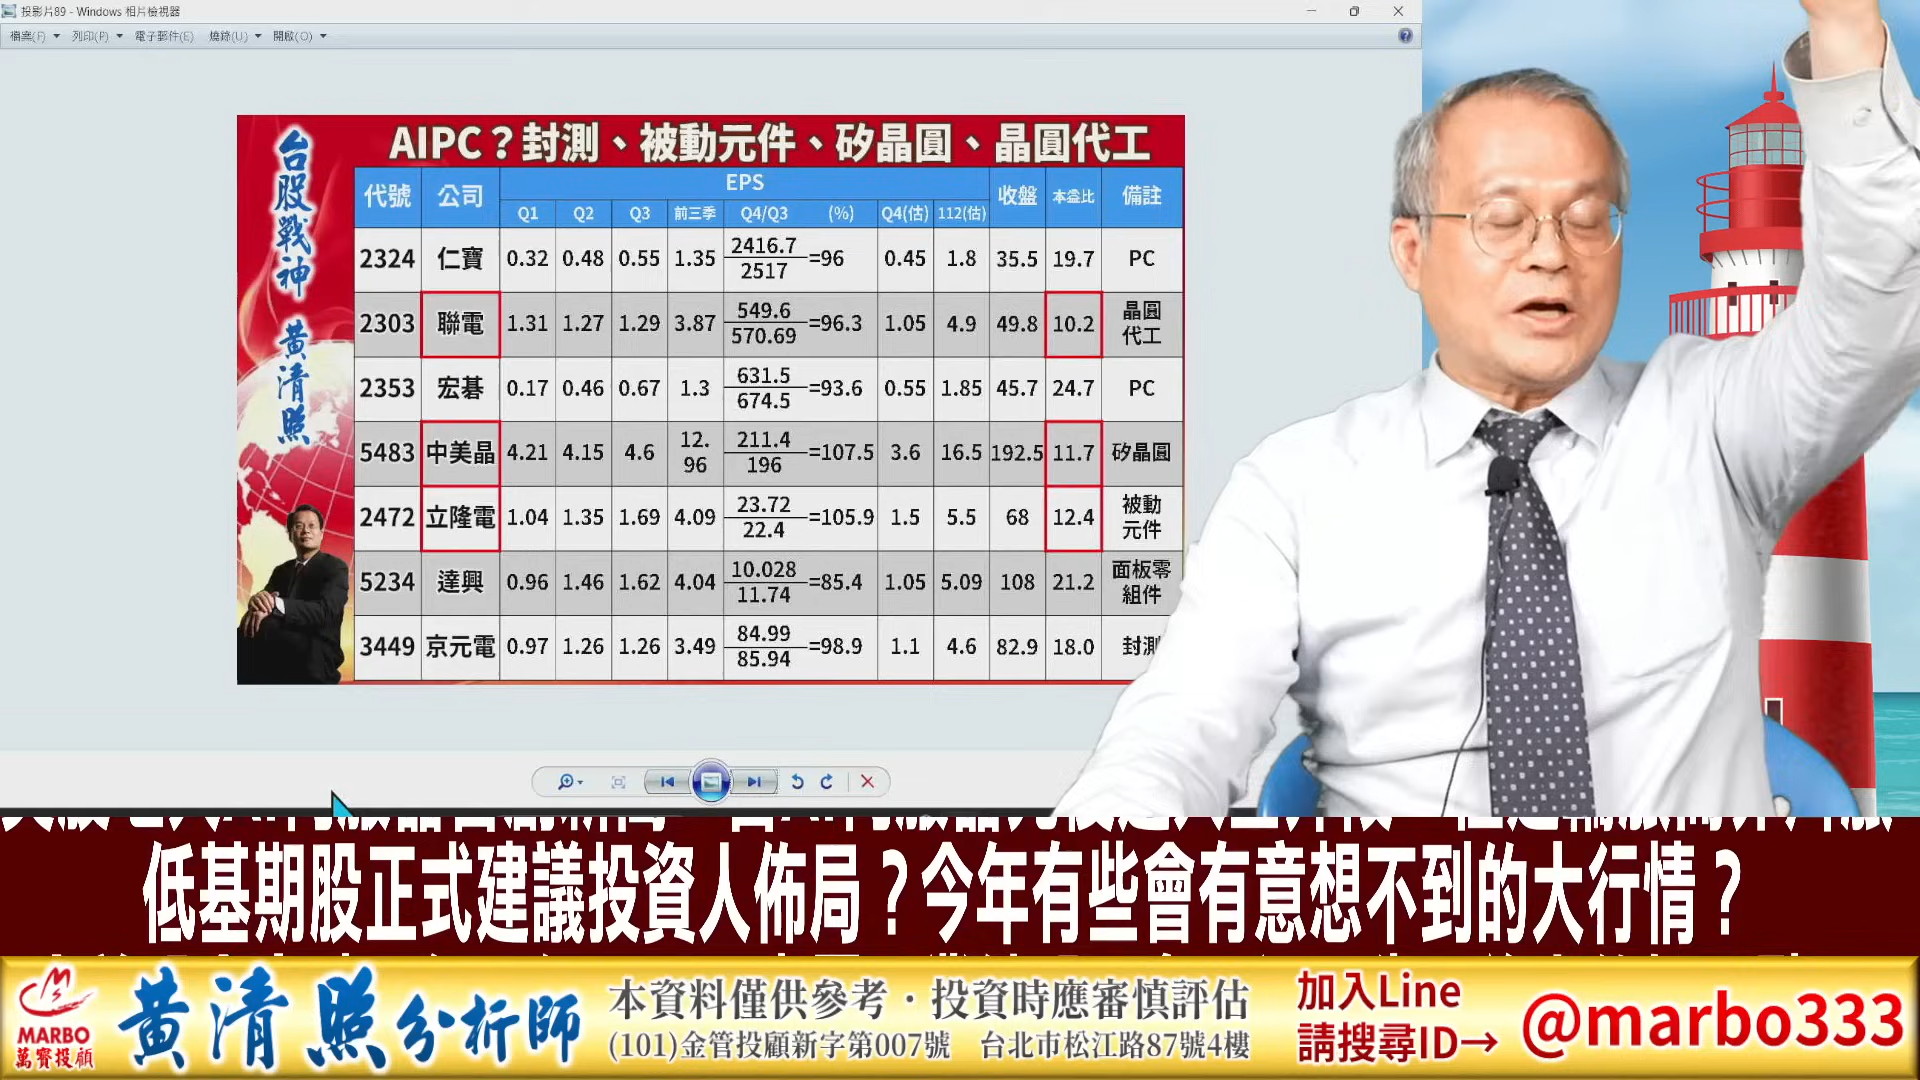 投影片89 - Windows 相片檢視器
檔案(F) 列印(P) 電子郵件(E) 燒錄(U) 開啟(O)
AIPC？封測、被動元件、矽晶圓、晶圓代工
台股戰神 黃清照
代號 公司 EPS 收盤 本益比 備註
Q1 Q2 Q3 前三季 Q4/Q3 (%) Q4(估) 112(估)
2324 仁寶 0.32 0.48 0.55 1.35 2416.7/2517=96 0.45 1.8 35.5 19.7 PC
2303 聯電 1.31 1.27 1.29 3.87 549.6/570.69=96.3 1.05 4.9 49.8 10.2 晶圓代工
2353 宏碁 0.17 0.46 0.67 1.3 631.5/674.5=93.6 0.55 1.85 45.7 24.7 PC
5483 中美晶 4.21 4.15 4.6 12.96 211.4/196=107.5 3.6 16.5 192.5 11.7 矽晶圓
2472 立隆電 1.04 1.35 1.69 4.09 23.72/22.4=105.9 1.5 5.5 68 12.4 被動元件
5234 達興 0.96 1.46 1.62 4.04 10.028/11.74=85.4 1.05 5.09 108 21.2 面板零組件
3449 京元電 0.97 1.26 1.26 3.49 84.99/85.94=98.9 1.1 4.6 82.9 18.0 封測
低基期股正式建議投資人佈局？今年有些會有意想不到的大行情？
MARBO
萬寶投顧
黃清照分析師
本資料僅供參考・投資時應審慎評估
(101)金管投顧新字第007號 台北市松江路87號4樓
加入Line
請搜尋ID→
@marbo333